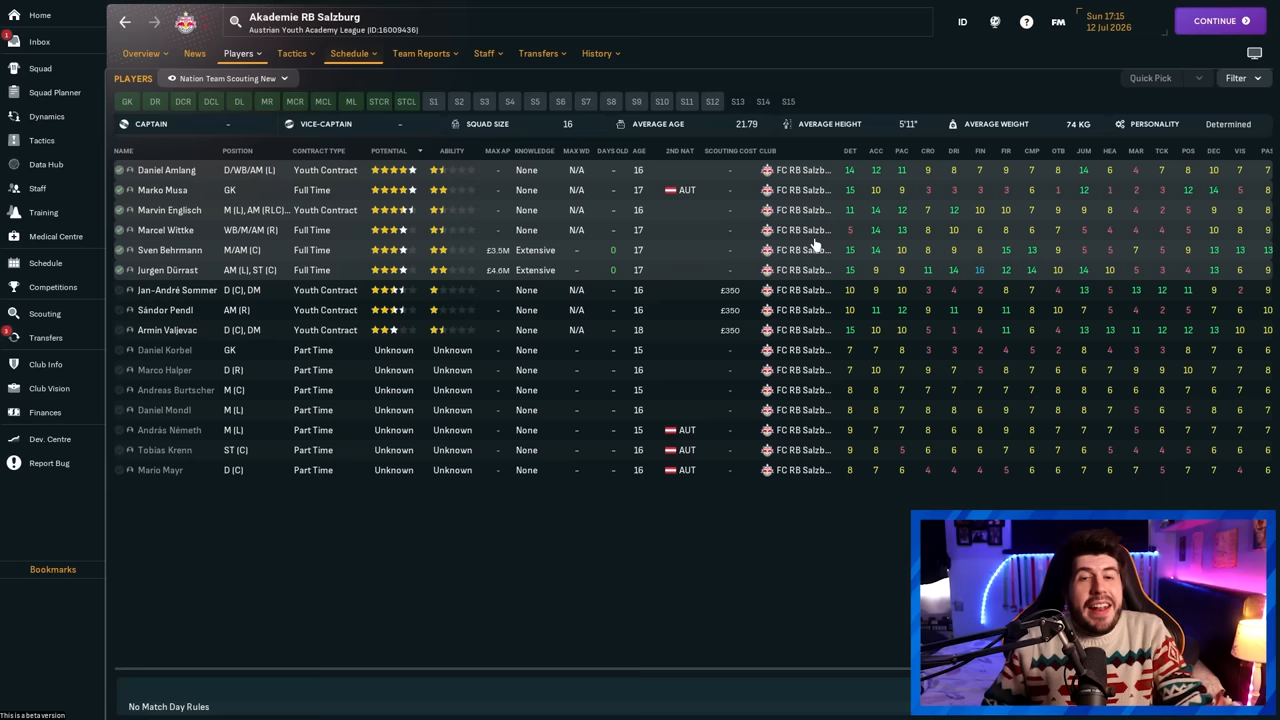 Home
Inbox
1
Squad
Squad Planner
Dynamics
Tactics
Data Hub
Staff
Training
Medical Centre
Schedule
Competitions
Scouting
Transfers
3
Club Info
Club Vision
Finances
Dev. Centre
Report Bug
Bookmarks
This is a beta version
Akademie RB Salzburg
Austrian Youth Academy League (ID:16009436)
ID ? FM Sun 17:15
12 Jul 2026
CONTINUE
Overview News Players Tactics Schedule Team Reports Staff Transfers History
PLAYERS Nation Team Scouting New Quick Pick Filter
GK DR DCR DCL DL MR MCR MCL ML STCR STCL S1 S2 S3 S4 S5 S6 S7 S8 S9 S10 S11 S12 S13 S14 S15
CAPTAIN - VICE-CAPTAIN - SQUAD SIZE 16 AVERAGE AGE 21.79 AVERAGE HEIGHT 5'11" AVERAGE WEIGHT 74 KG PERSONALITY Determined
NAME POSITION CONTRACT TYPE POTENTIAL ABILITY MAX AP KNOWLEDGE MAX WD DAYS OLD AGE 2ND NAT SCOUTING COST CLUB DET ACC PAC CRO DRI FIN FIR CMP OTB JUM HEA MAR TCK POS DEC VIS PAS
Daniel Amlang D/WB/AM (L) Youth Contract - None N/A - 16 - FC RB Salzb... 14 12 11 9 8 7 9 7 8 14 6 4 7 8 10 7 7
Marko Musa GK Full Time - None N/A - 17 AUT - FC RB Salzb... 15 10 9 3 3 3 3 6 1 4 3 2 3 12 14 5 8
Marvin Englisch M (L), AM (RLC)... Youth Contract - None N/A - 16 - FC RB Salzb... 11 14 12 7 12 10 10 7 9 9 8 4 2 5 9 9 8
Marcel Wittke WB/M/AM (R) Full Time - None N/A - 17 - FC RB Salzb... 5 14 13 8 10 6 8 6 7 9 5 4 4 8 10 8 9
Sven Behrmann M/AM (C) Full Time £3.5M Extensive - 0 17 - FC RB Salzb... 15 14 10 8 9 8 15 13 9 5 5 7 5 9 13 13 13
Jurgen Dürrast AM (L), ST (C) Full Time £4.6M Extensive - 0 17 - FC RB Salzb... 15 9 9 11 14 16 12 14 10 14 10 5 3 4 13 6 9
Jan-André Sommer D (C), DM Youth Contract - None N/A - 16 £350 FC RB Salzb... 10 8 10 3 4 2 8 4 7 13 5 13 12 11 9 2 9
Sándor Pendl AM (R) Youth Contract - None N/A - 16 £350 FC RB Salzb... 10 11 12 9 11 9 11 8 10 7 5 2 4 5 8 7 8
Armin Valjevac D (C), DM Youth Contract - None N/A - 18 £350 FC RB Salzb... 15 10 10 5 1 4 11 6 4 13 13 11 12 12 13 10 10
Daniel Korbel GK Part Time Unknown Unknown - None - - 15 - FC RB Salzb... 7 7 8 3 3 2 4 5 2 8 4 3 3 8 7 6 6
Marco Halper D (R) Part Time Unknown Unknown - None - - 16 - FC RB Salzb... 7 10 7 9 7 5 8 7 6 7 6 9 9 10 7 7 8
Andreas Burtscher M (C) Part Time Unknown Unknown - None - - 15 - FC RB Salzb... 8 8 7 7 7 7 7 8 8 7 6 6 7 6 8 6 7
Daniel Mondl M (L) Part Time Unknown Unknown - None - - 16 - FC RB Salzb... 8 8 7 8 8 6 9 7 8 7 7 5 6 5 8 6 7
András Németh M (L) Part Time Unknown Unknown - None - - 15 AUT - FC RB Salzb... 9 7 7 8 8 6 7 8 7 8 7 5 6 6 7 7 6
Tobias Krenn ST (C) Part Time Unknown Unknown - None - - 16 AUT - FC RB Salzb... 9 8 5 6 6 9 7 6 7 6 6 3 4 6 7 6 6
Mario Mayr D (C) Part Time Unknown Unknown - None - - 16 AUT - FC RB Salzb... 8 7 6 4 4 4 5 6 6 7 6 7 5 7 7 4 6
No Match Day Rules